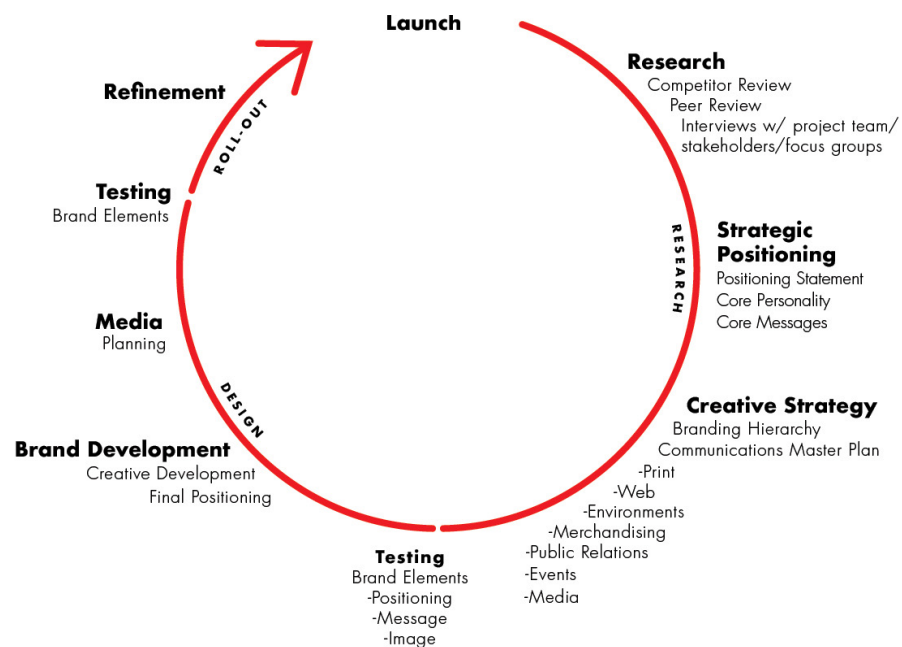 Launch
Research
Competitor Review
Peer Review
Interviews w/ project team/
stakeholders/focus groups
RESEARCH
Strategic
Positioning
Positioning Statement
Core Personality
Core Messages
Creative Strategy
Branding Hierarchy
Communications Master Plan
-Print
-Web
-Environments
-Merchandising
-Public Relations
-Events
-Media
Testing
Brand Elements
-Positioning
-Message
-Image
Brand Development
Creative Development
Final Positioning
DESIGN
Media
Planning
Testing
Brand Elements
ROLL-OUT
Refinement